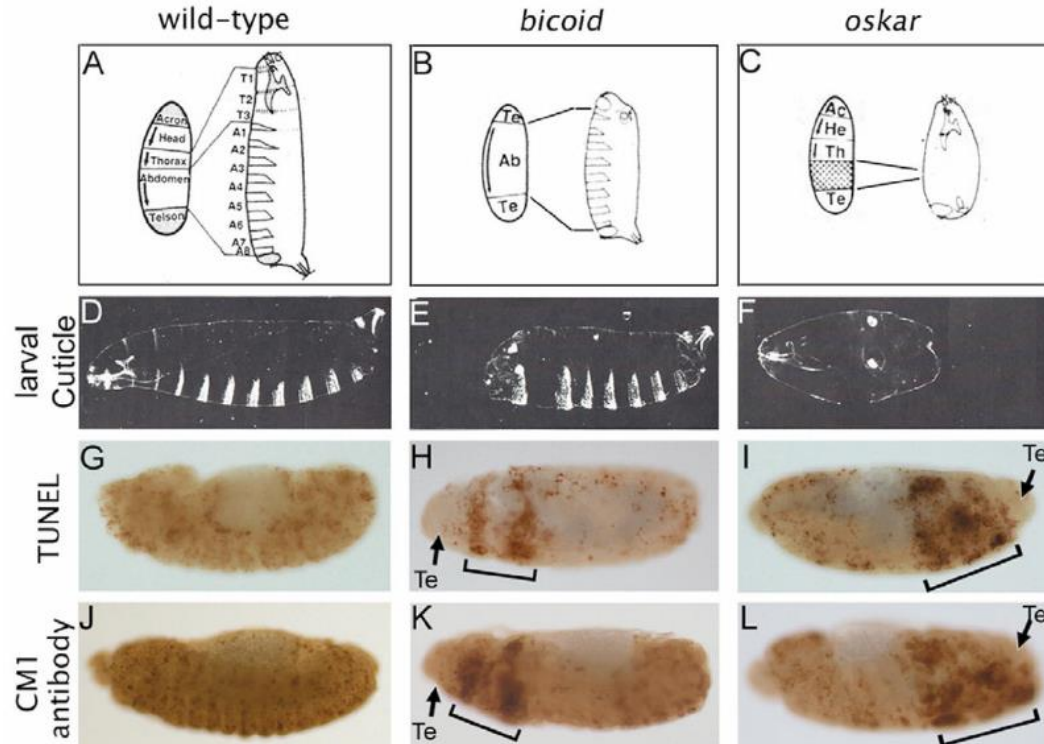 wild-type
bicoid
oskar
A
T1
T2
T3
A1
A2
A3
A4
A5
A6
A7
A8
Acron
Head
Thorax
Abdomen
Telson
B
Te
Ab
Te
C
Ac
He
Th
Te
larval
Cuticle
D
E
F
TUNEL
G
H
Te
I
Te
CM1
antibody
J
K
Te
L
Te